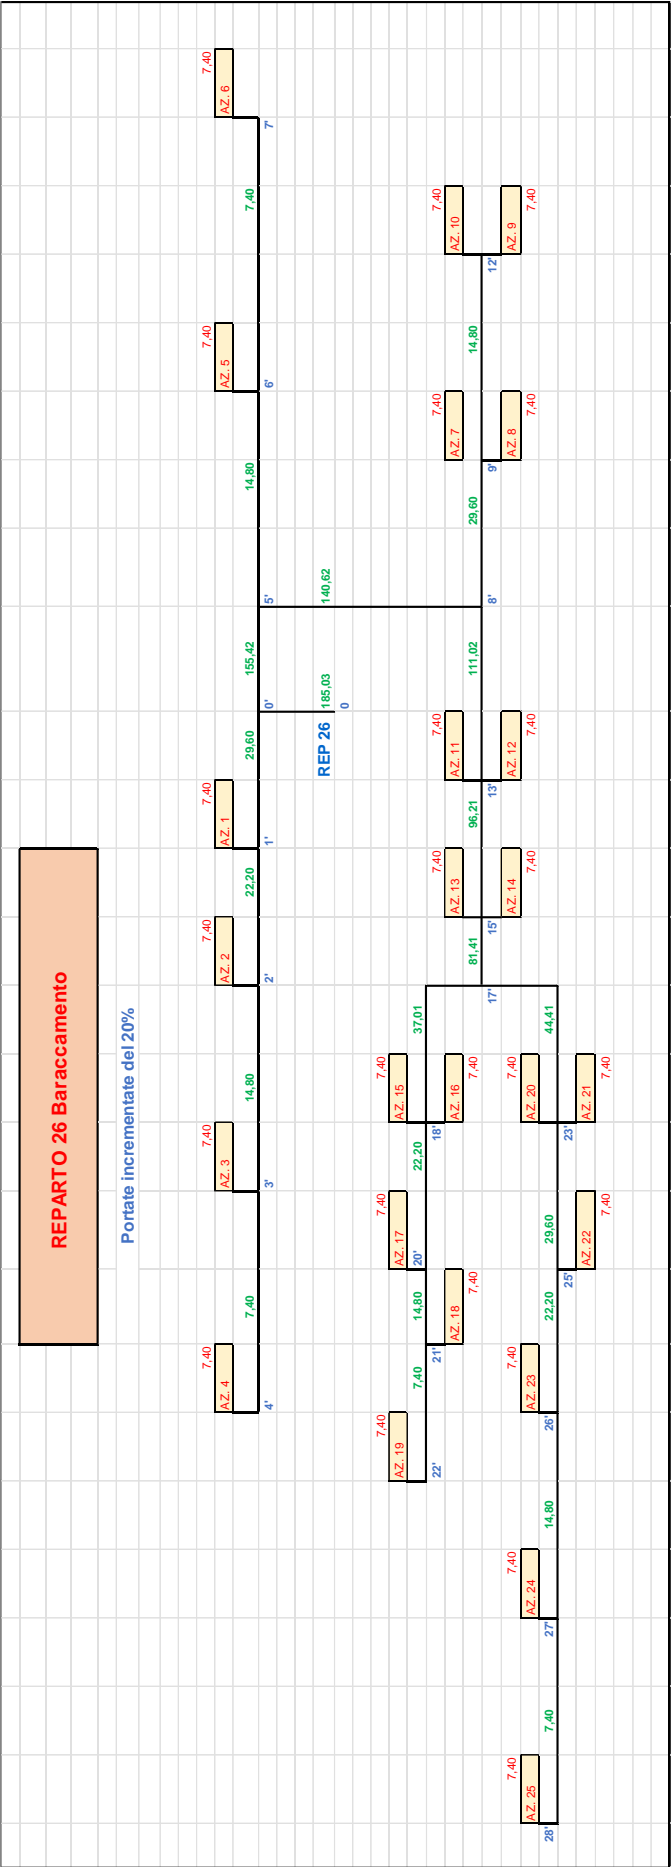 REPARTO 26 Baraccamento
Portate incrementate del 20%
7,40
AZ. 4
4'
7,40
7,40
AZ. 3
3'
14,80
7,40
AZ. 2
2'
22,20
7,40
AZ. 1
1'
29,60
0'
155,42
5'
14,80
7,40
AZ. 5
6'
7,40
7,40
AZ. 6
7'
REP 26
185,03
0
140,62
7,40
AZ. 19
22'
7,40
7,40
AZ. 18
21'
14,80
7,40
AZ. 17
20'
22,20
7,40
AZ. 15
18'
7,40
AZ. 16
37,01
17'
81,41
7,40
AZ. 13
15'
7,40
AZ. 14
96,21
7,40
AZ. 11
13'
7,40
AZ. 12
111,02
8'
29,60
7,40
AZ. 7
9'
7,40
AZ. 8
14,80
7,40
AZ. 10
12'
7,40
AZ. 9
7,40
AZ. 25
28'
7,40
7,40
AZ. 24
27'
14,80
7,40
AZ. 23
26'
22,20
25'
7,40
AZ. 22
29,60
7,40
AZ. 20
23'
7,40
AZ. 21
44,41